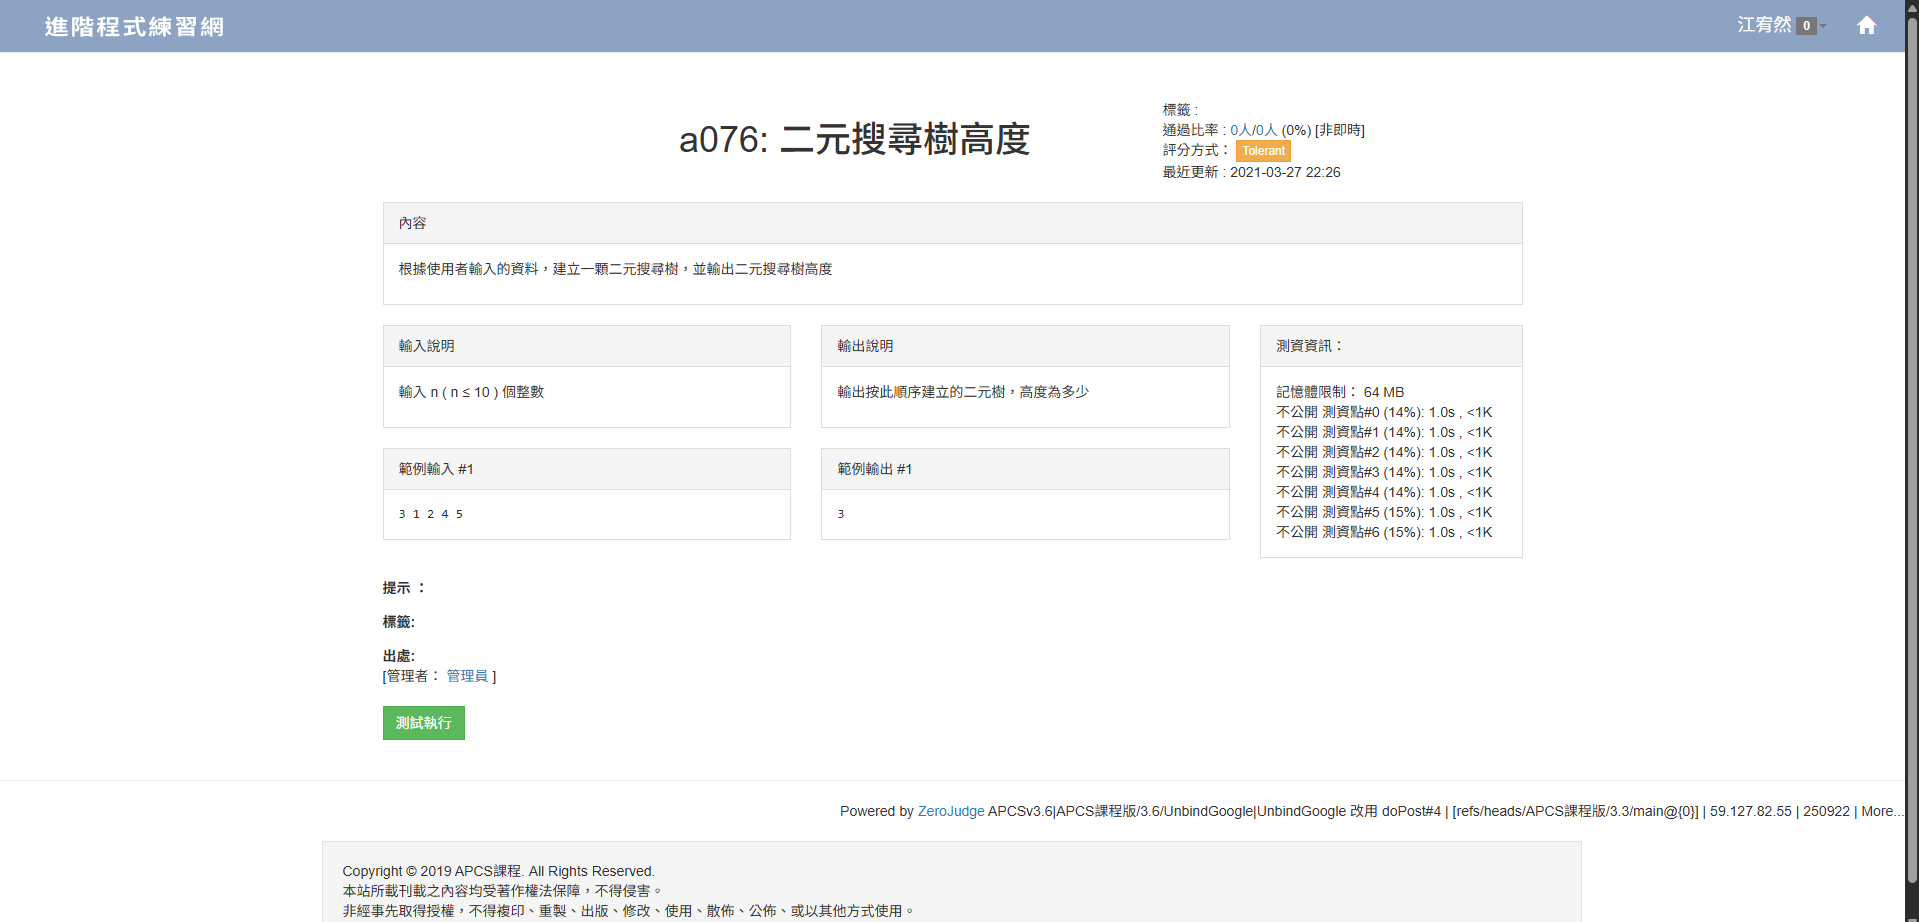 進階程式練習網
江宥然 0
a076: 二元搜尋樹高度
標籤 :
通過比率 : 0人/0人 (0%) [非即時]
評分方式： Tolerant
最近更新 : 2021-03-27 22:26
內容
根據使用者輸入的資料，建立一顆二元搜尋樹，並輸出二元搜尋樹高度
輸入說明
輸入 n ( n ≤ 10 ) 個整數
輸出說明
輸出按此順序建立的二元樹，高度為多少
範例輸入 #1
3 1 2 4 5
範例輸出 #1
3
測資資訊：
記憶體限制： 64 MB
不公開 測資點#0 (14%): 1.0s , <1K
不公開 測資點#1 (14%): 1.0s , <1K
不公開 測資點#2 (14%): 1.0s , <1K
不公開 測資點#3 (14%): 1.0s , <1K
不公開 測資點#4 (14%): 1.0s , <1K
不公開 測資點#5 (15%): 1.0s , <1K
不公開 測資點#6 (15%): 1.0s , <1K
提示 ：
標籤:
出處:
[管理者： 管理員 ]
測試執行
Powered by ZeroJudge APCSv3.6|APCS課程版/3.6/UnbindGoogle|UnbindGoogle 改用 doPost#4 | [refs/heads/APCS課程版/3.3/main@{0}] | 59.127.82.55 | 250922 | More...
Copyright © 2019 APCS課程. All Rights Reserved.
本站所載刊載之內容均受著作權法保障，不得侵害。
非經事先取得授權，不得複印、重製、出版、修改、使用、散佈、公佈、或以其他方式使用。